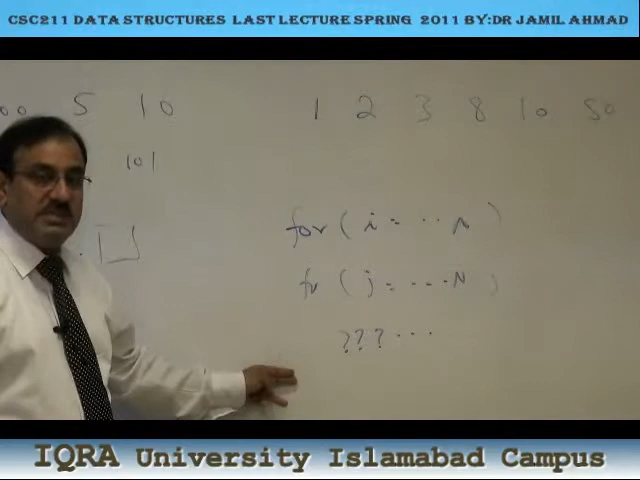 CSC211 DATA STRUCTURES LAST LECTURE SPRING 2011 BY:DR JAMIL AHMAD
00 5 10 1 2 3 8 10 50
101
for ( i = .. n )
for ( j = ... N )
??? ...
IQRA University Islamabad Campus